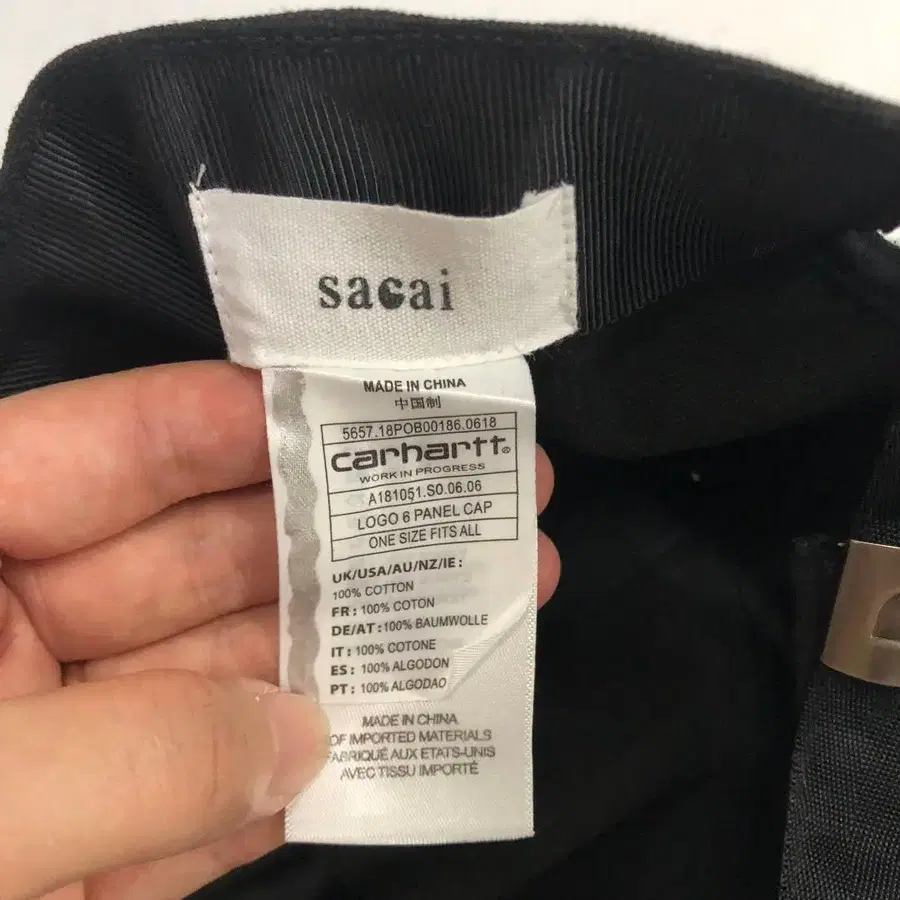 sacai
MADE IN CHINA
中国制
5657.18POB00186.0618
carhartt®
WORK IN PROGRESS
A181051.S0.06.06
LOGO 6 PANEL CAP
ONE SIZE FITS ALL
UK/USA/AU/NZ/IE:
100% COTTON
FR: 100% COTON
DE/AT: 100% BAUMWOLLE
IT: 100% COTONE
ES: 100% ALGODON
PT: 100% ALGODAO
MADE IN CHINA
OF IMPORTED MATERIALS
FABRIQUÉ AUX ETATS-UNIS
AVEC TISSU IMPORTÉ